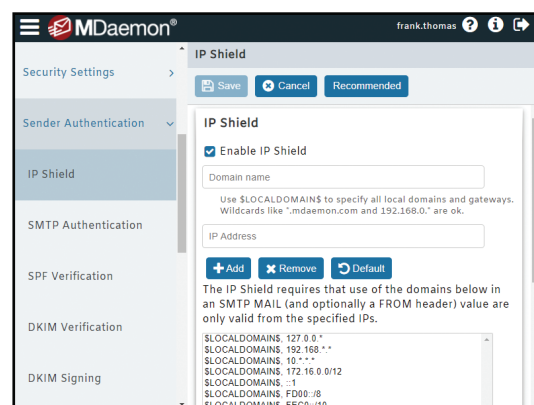 MDaemon®
frank.thomas
Security Settings
Sender Authentication
IP Shield
SMTP Authentication
SPF Verification
DKIM Verification
DKIM Signing
IP Shield
Save
Cancel
Recommended
IP Shield
Enable IP Shield
Domain name
Use $LOCALDOMAIN$ to specify all local domains and gateways.
Wildcards like *.mdaemon.com and 192.168.0.* are ok.
IP Address
Add
Remove
Default
The IP Shield requires that use of the domains below in
an SMTP MAIL (and optionally a FROM header) value are
only valid from the specified IPs.
$LOCALDOMAIN$, 127.0.0.*
$LOCALDOMAIN$, 192.168.*.*
$LOCALDOMAIN$, 10.*.*.*
$LOCALDOMAIN$, 172.16.0.0/12
$LOCALDOMAIN$, ::1
$LOCALDOMAIN$, FD00::/8
$LOCALDOMAIN$, FEC0::/10